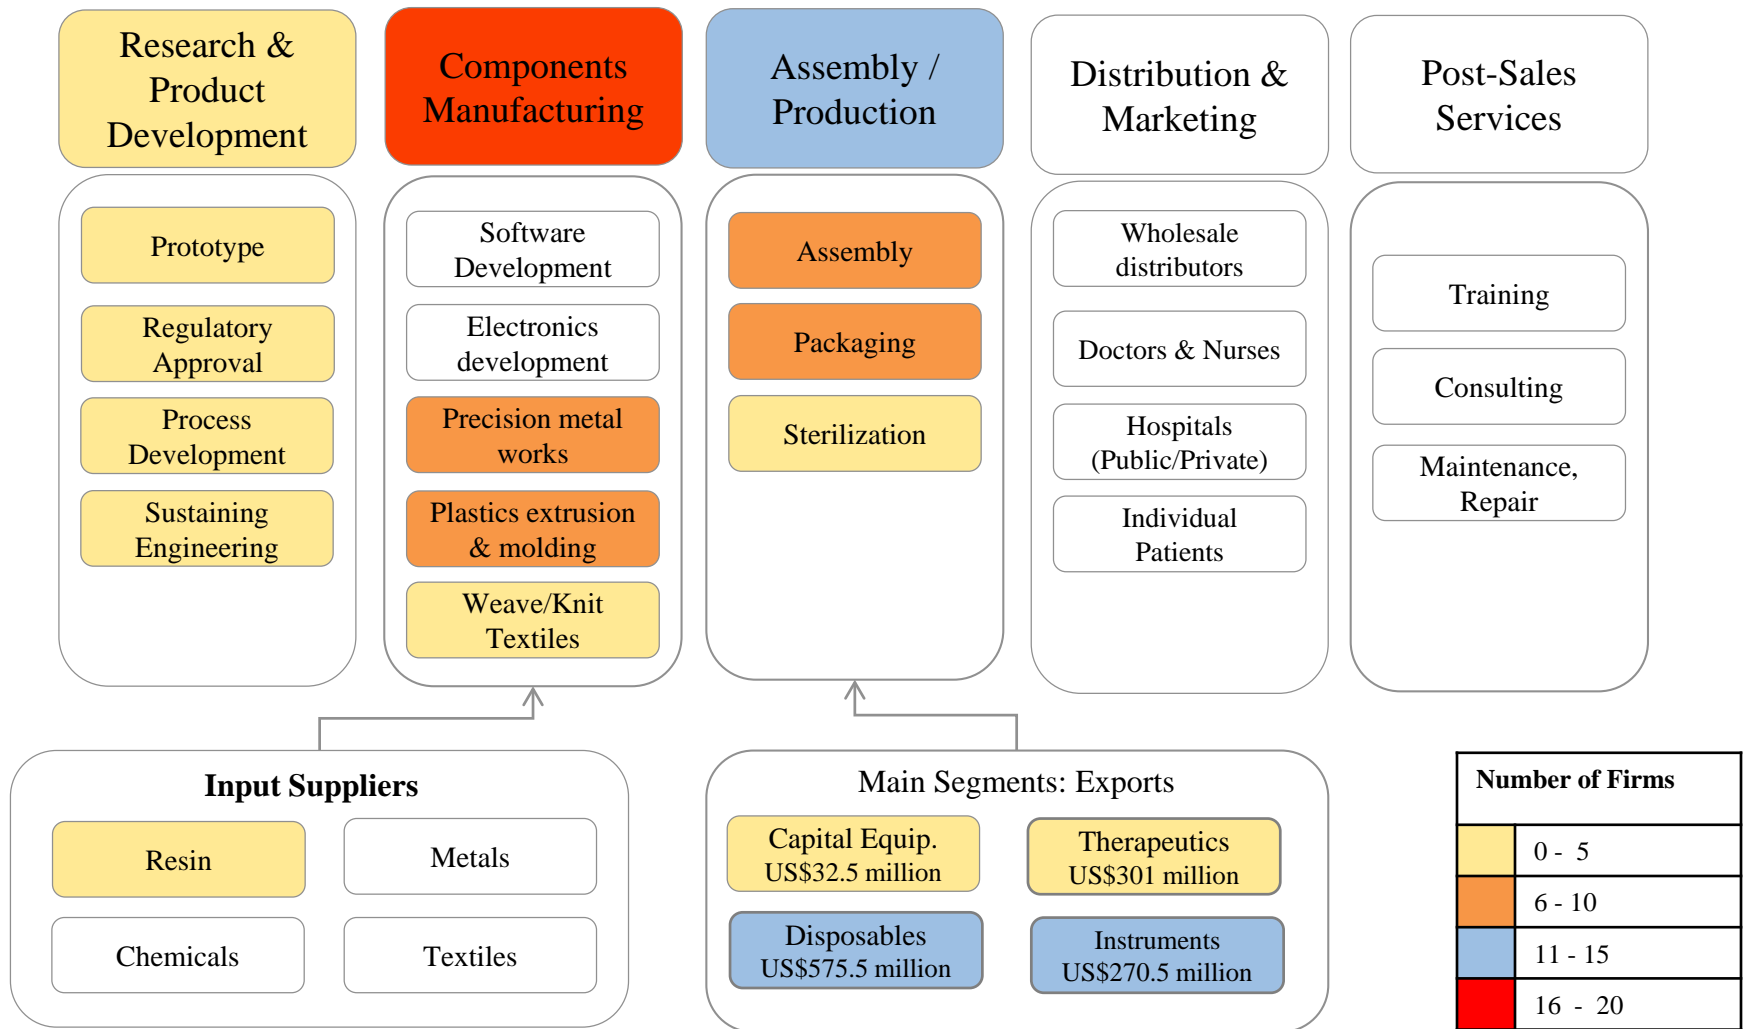 Research &
Product
Development
Components
Manufacturing
Assembly /
Production
Distribution &
Marketing
Post-Sales
Services
Prototype
Regulatory
Approval
Process
Development
Sustaining
Engineering
Software
Development
Electronics
development
Precision metal
works
Plastics extrusion
& molding
Weave/Knit
Textiles
Assembly
Packaging
Sterilization
Wholesale
distributors
Doctors & Nurses
Hospitals
(Public/Private)
Individual
Patients
Training
Consulting
Maintenance,
Repair
Input Suppliers
Resin
Metals
Chemicals
Textiles
Main Segments: Exports
Capital Equip.
US$32.5 million
Therapeutics
US$301 million
Disposables
US$575.5 million
Instruments
US$270.5 million
Number of Firms
0 - 5
6 - 10
11 - 15
16 - 20